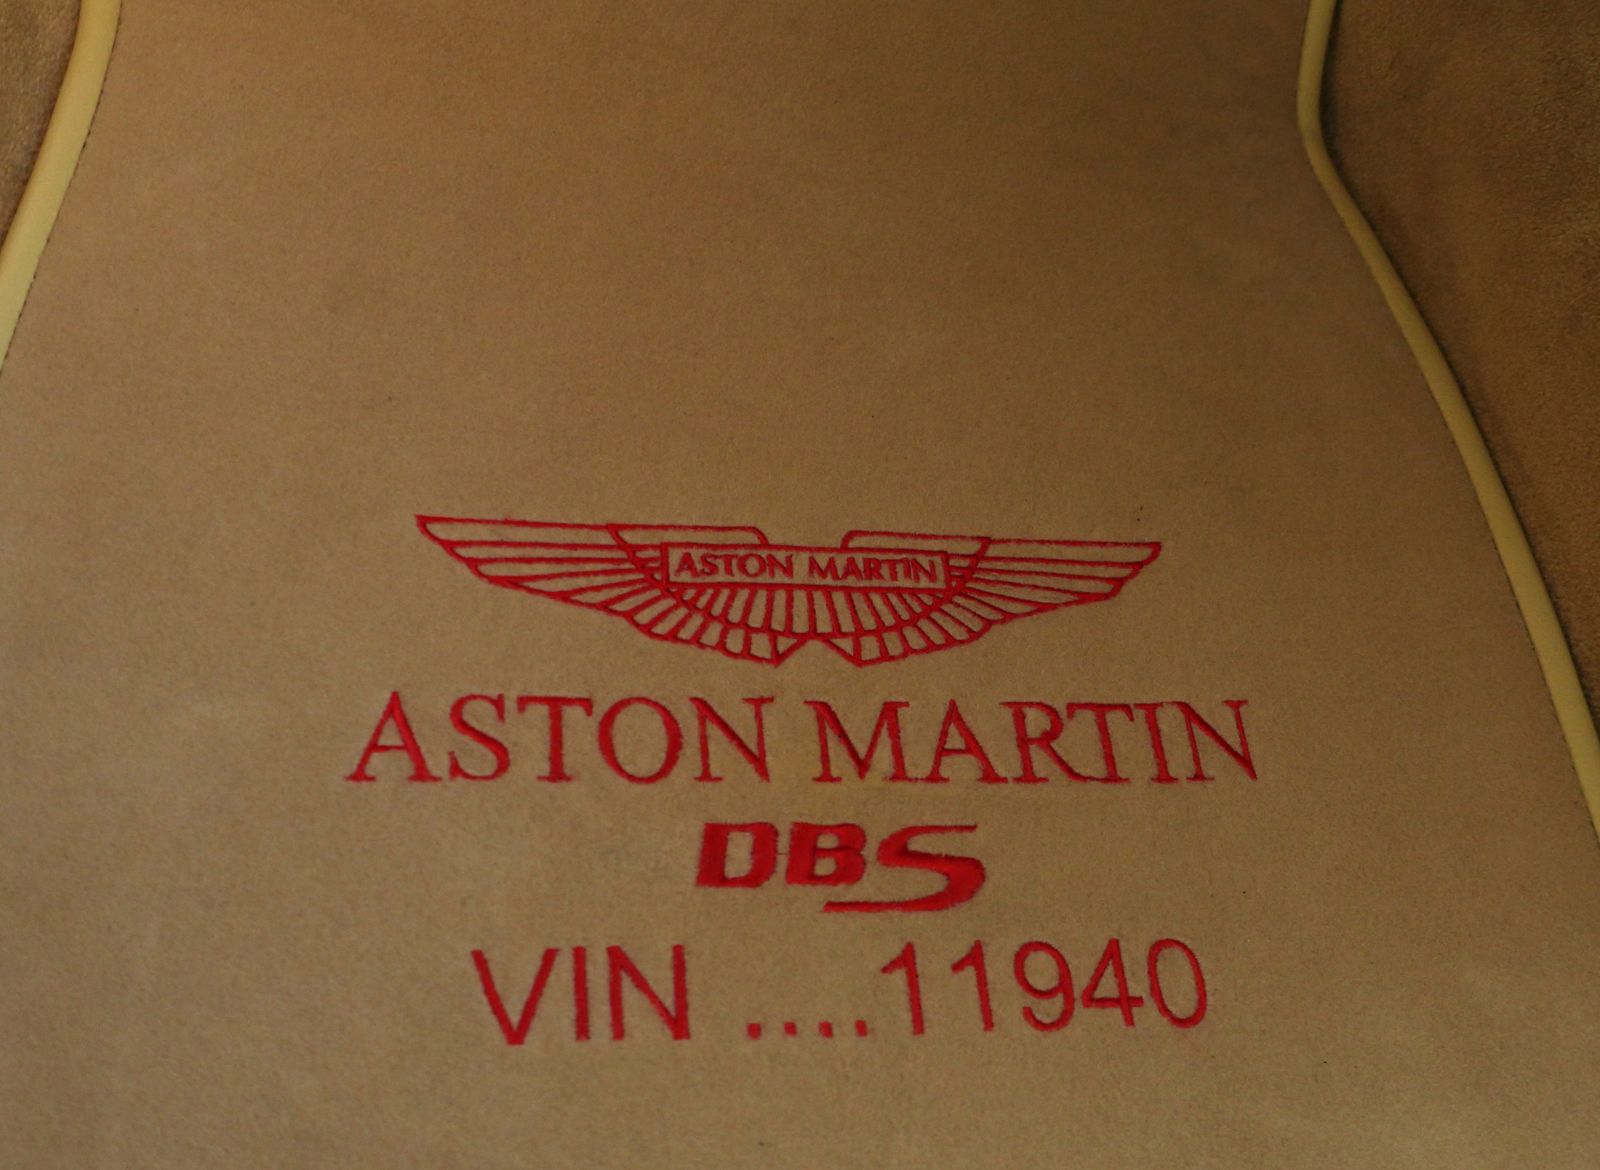 ASTON MARTIN
ASTON MARTIN
DBS
VIN ....11940